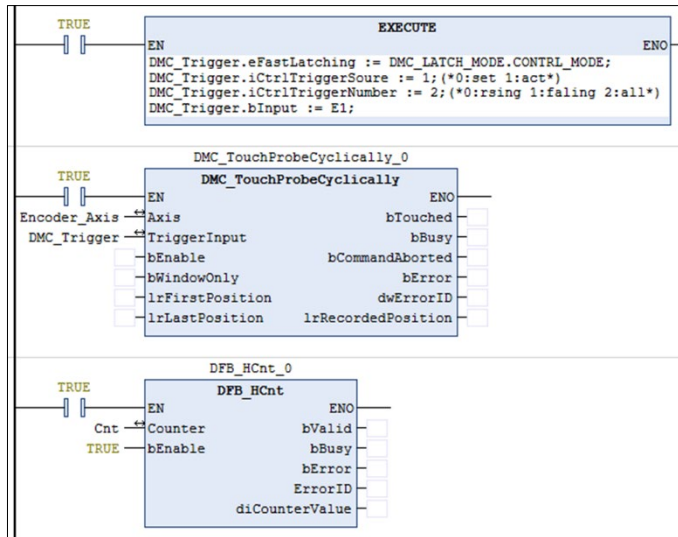 TRUE
EXECUTE
EN ENO
DMC_Trigger.eFastLatching := DMC_LATCH_MODE.CONTRL_MODE;
DMC_Trigger.iCtrlTriggerSoure := 1;(*0:set 1:act*)
DMC_Trigger.iCtrlTriggerNumber := 2;(*0:rsing 1:faling 2:all*)
DMC_Trigger.bInput := E1;
DMC_TouchProbeCyclically_0
TRUE
DMC_TouchProbeCyclically
EN ENO
Encoder_Axis Axis bTouched
DMC_Trigger TriggerInput bBusy
bEnable bCommandAborted
bWindowOnly bError
lrFirstPosition dwErrorID
lrLastPosition lrRecordedPosition
DFB_HCnt_0
TRUE
DFB_HCnt
EN ENO
Cnt Counter bValid
TRUE bEnable bBusy
bError
ErrorID
diCounterValue